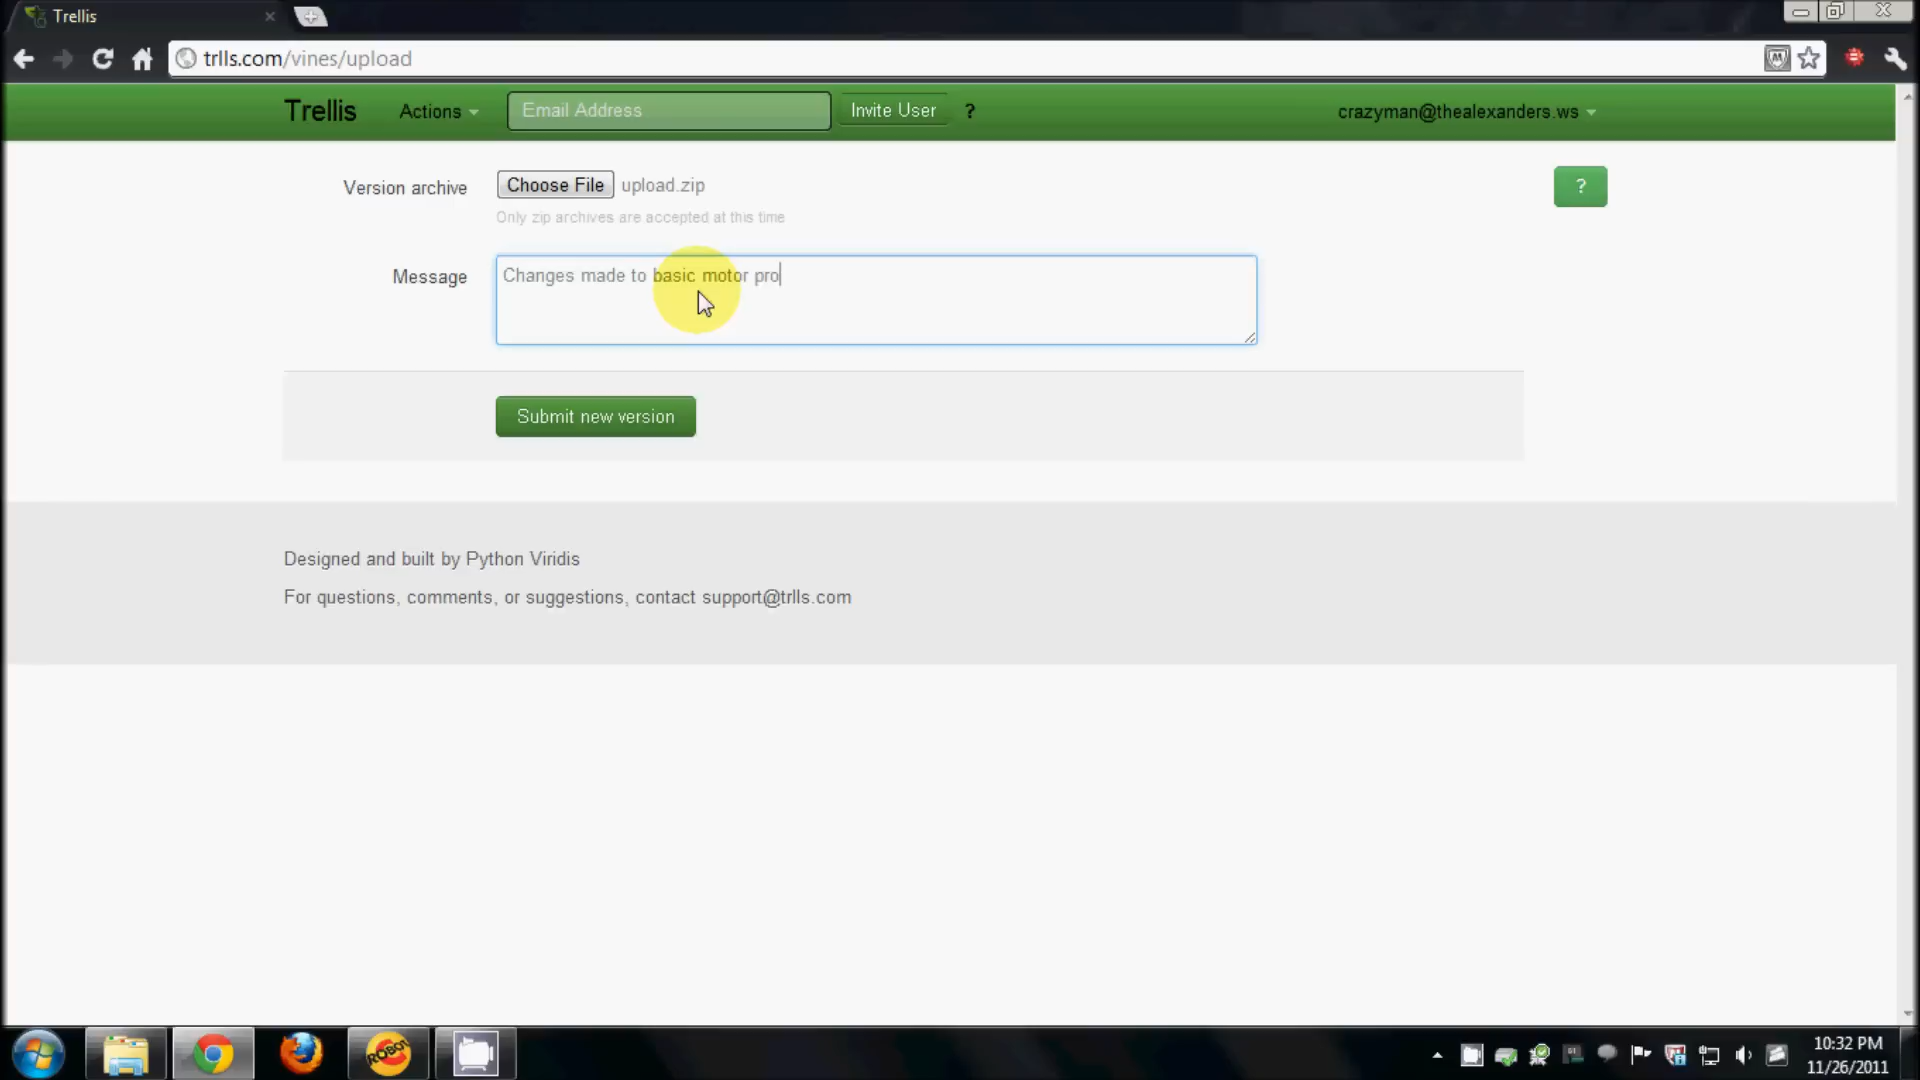 Trellis
trlls.com/vines/upload
Trellis Actions Email Address Invite User ? crazyman@thealexanders.ws
Version archive Choose File upload.zip ?
Only zip archives are accepted at this time
Message Changes made to basic motor pro
Submit new version
Designed and built by Python Viridis
For questions, comments, or suggestions, contact support@trlls.com
ROBOT
10:32 PM
11/26/2011